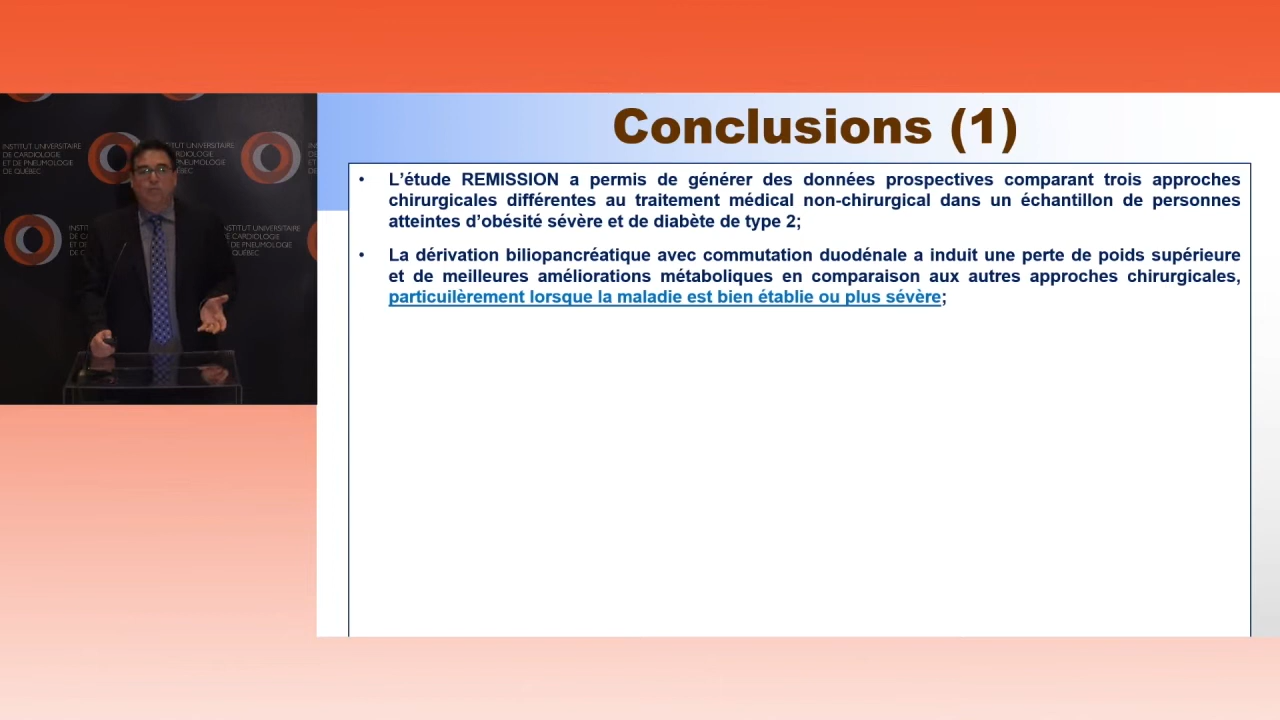 Conclusions (1)
• L’étude REMISSION a permis de générer des données prospectives comparant trois approches
chirurgicales différentes au traitement médical non-chirurgical dans un échantillon de personnes
atteintes d’obésité sévère et de diabète de type 2;
• La dérivation biliopancréatique avec commutation duodénale a induit une perte de poids supérieure
et de meilleures améliorations métaboliques en comparaison aux autres approches chirurgicales,
particuilèrement lorsque la maladie est bien établie ou plus sévère;
INSTITUT UNIVERSITAIRE
DE CARDIOLOGIE
ET DE PNEUMOLOGIE
DE QUÉBEC